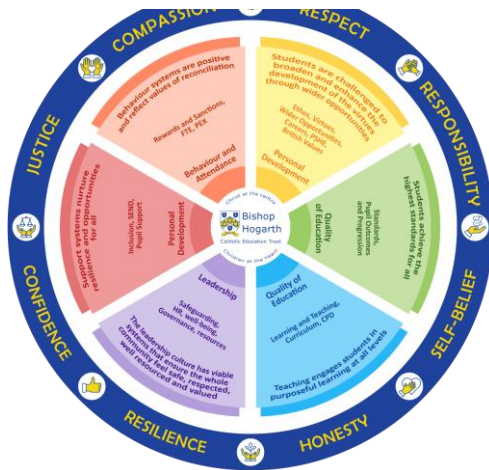 COMPASSION
RESPECT
RESPONSIBILITY
SELF-BELIEF
HONESTY
RESILIENCE
CONFIDENCE
JUSTICE
Behaviour systems are positive
and reflect values of reconciliation
Rewards and Sanctions,
FTE, PEX
Behaviour and
Attendance
Students are challenged to
broaden and enhance the
development of the virtues
through wider opportunities
Ethos, Virtues,
Wider Opportunities,
Careers, PSHE,
British Values
Personal
Development
Students achieve the
highest standards for all
Standards,
Pupil Outcomes
and Progression
Quality
of Education
Quality of
Education
Learning and Teaching,
Curriculum, CPD
Teaching engages students in
purposeful learning at all levels
Leadership
Safeguarding,
HR, well-being,
Governance, resources
The leadership culture has viable
systems that ensure the whole
community feel safe, respected,
well resourced and valued
Support systems nurture
resilience and opportunities
for all
Inclusion, SEND,
Pupil Support
Personal
Development
Christ at the centre
Bishop
Hogarth
Catholic Education Trust
Children at the heart